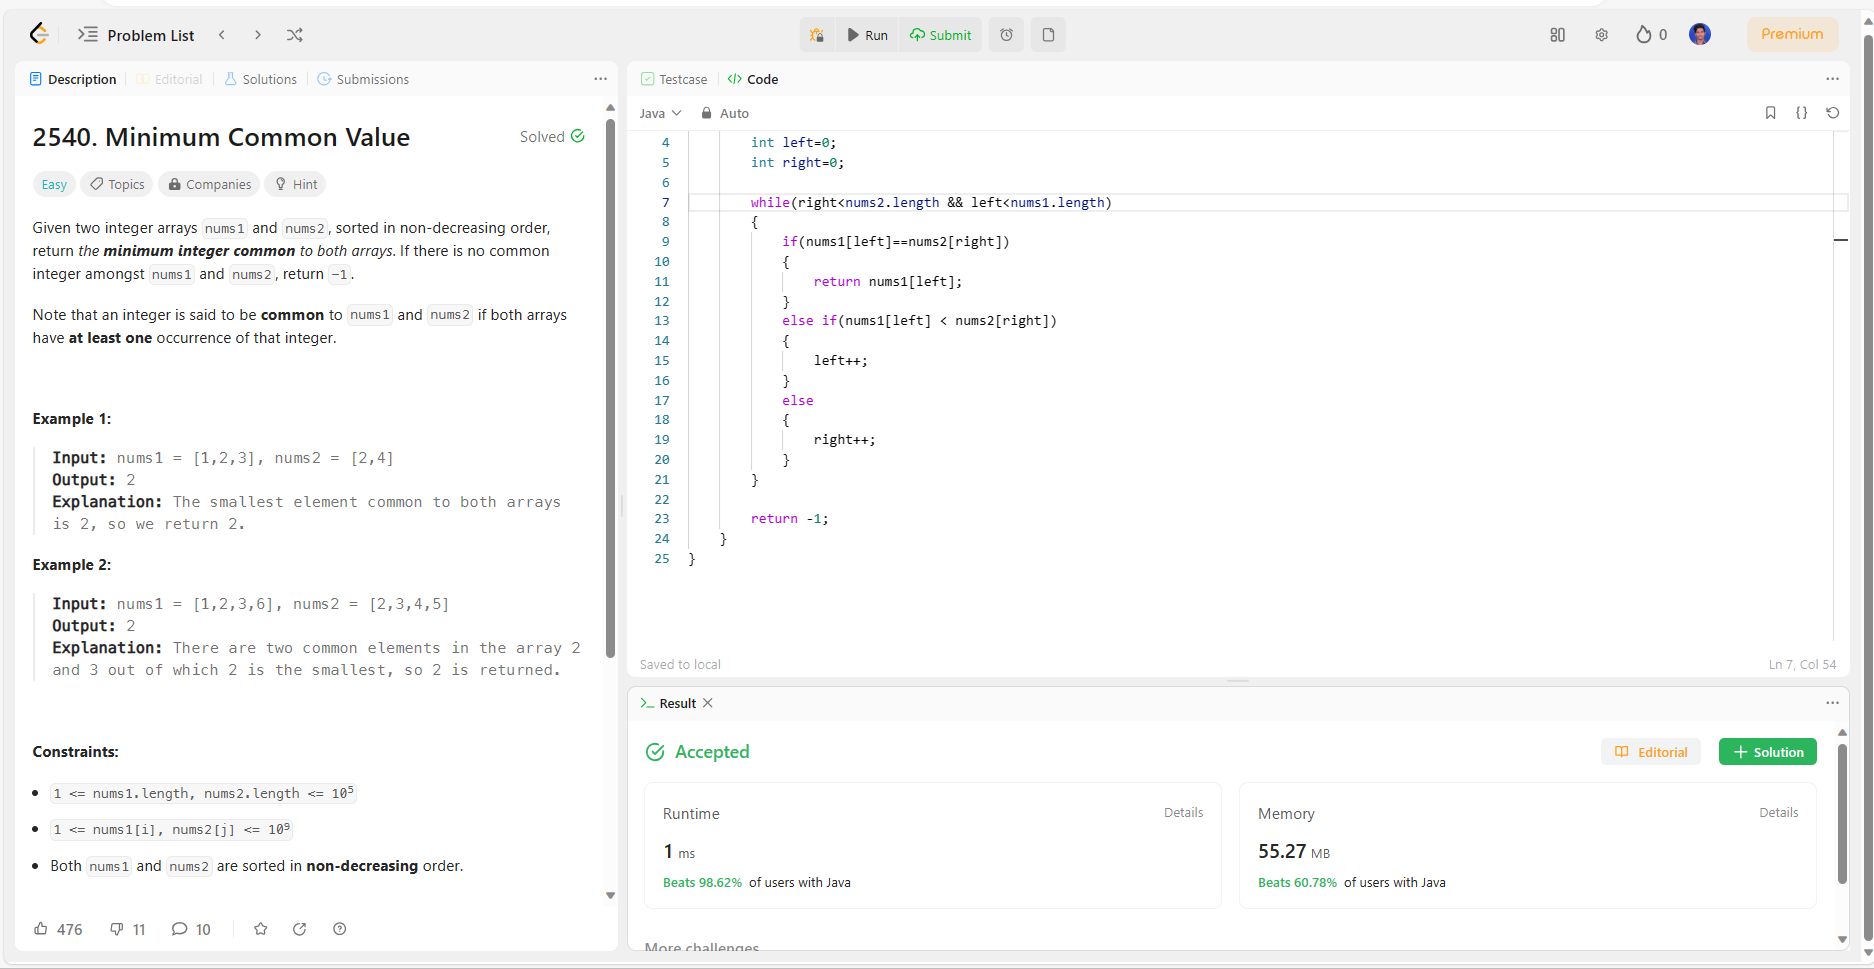 Problem List
Run
Submit
0
Premium
Description
Editorial
Solutions
Submissions
2540. Minimum Common Value
Solved
Easy
Topics
Companies
Hint
Given two integer arrays nums1 and nums2, sorted in non-decreasing order,
return the minimum integer common to both arrays. If there is no common
integer amongst nums1 and nums2, return -1.
Note that an integer is said to be common to nums1 and nums2 if both arrays
have at least one occurrence of that integer.
Example 1:
Input: nums1 = [1,2,3], nums2 = [2,4]
Output: 2
Explanation: The smallest element common to both arrays
is 2, so we return 2.
Example 2:
Input: nums1 = [1,2,3,6], nums2 = [2,3,4,5]
Output: 2
Explanation: There are two common elements in the array 2
and 3 out of which 2 is the smallest, so 2 is returned.
Constraints:
• 1 <= nums1.length, nums2.length <= 10⁵
• 1 <= nums1[i], nums2[j] <= 10⁹
• Both nums1 and nums2 are sorted in non-decreasing order.
476
11
10
Testcase
</> Code
Java
Auto
4 int left=0;
5 int right=0;
6
7 while(right<nums2.length && left<nums1.length)
8 {
9 if(nums1[left]==nums2[right])
10 {
11 return nums1[left];
12 }
13 else if(nums1[left] < nums2[right])
14 {
15 left++;
16 }
17 else
18 {
19 right++;
20 }
21 }
22
23 return -1;
24 }
25 }
Saved to local
Ln 7, Col 54
Result
Accepted
Editorial
Solution
Runtime
Details
1 ms
Beats 98.62% of users with Java
Memory
Details
55.27 MB
Beats 60.78% of users with Java
More challenges